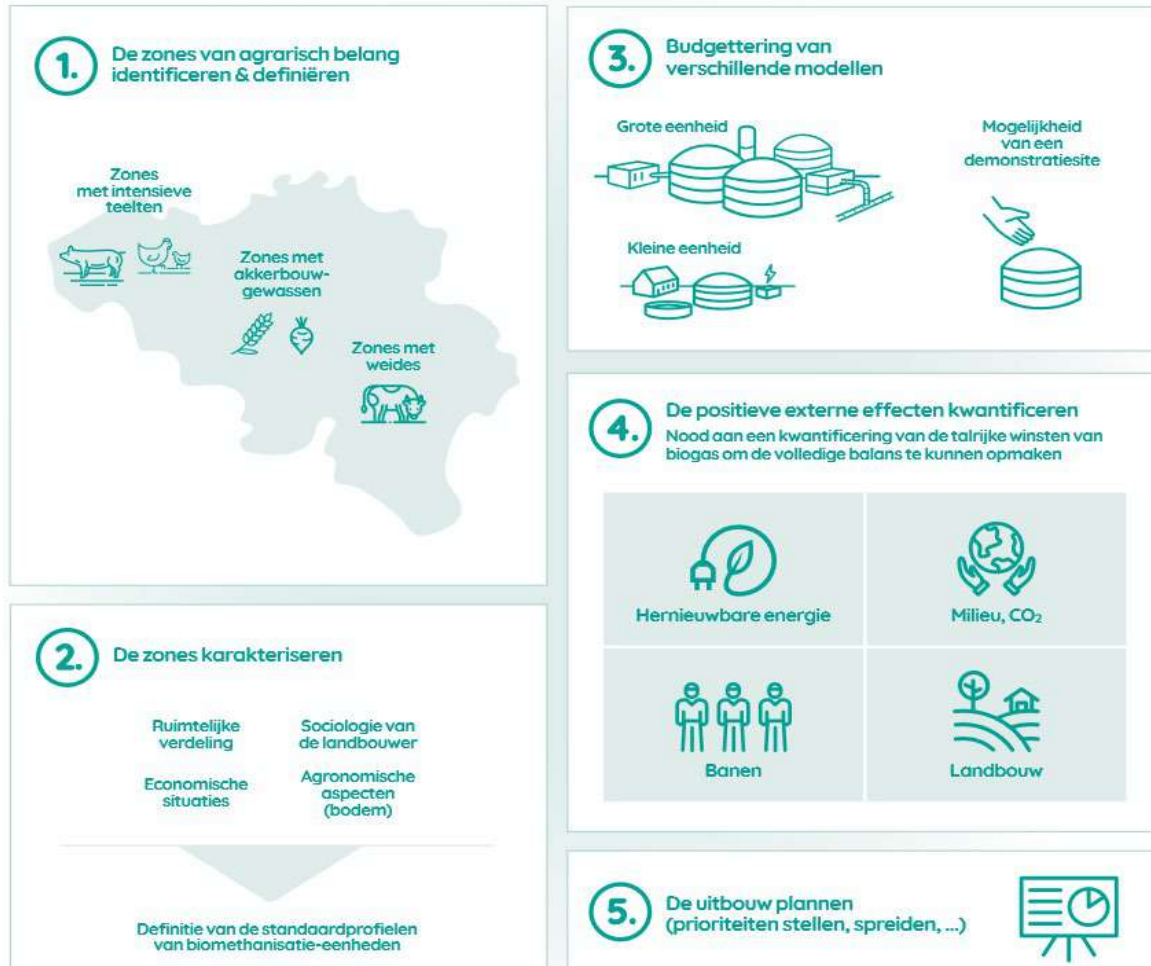 1.
De zones van agrarisch belang
identificeren & definiëren
Zones
met intensieve
teelten
Zones met
akkerbouw-
gewassen
Zones met
weides
2.
De zones karakteriseren
Ruimtelijke
verdeling
Sociologie van
de landbouwer
Economische
situaties
Agronomische
aspecten
(bodem)
Definitie van de standaardprofielen
van biomethanisatie-eenheden
3.
Budgettering van
verschillende modellen
Grote eenheid
Mogelijkheid
van een
demonstratiesite
Kleine eenheid
4.
De positieve externe effecten kwantificeren
Nood aan een kwantificering van de talrijke winsten van
biogas om de volledige balans te kunnen opmaken
Hernieuwbare energie
Milieu, CO₂
Banen
Landbouw
5.
De uitbouw plannen
(prioriteiten stellen, spreiden, ...)